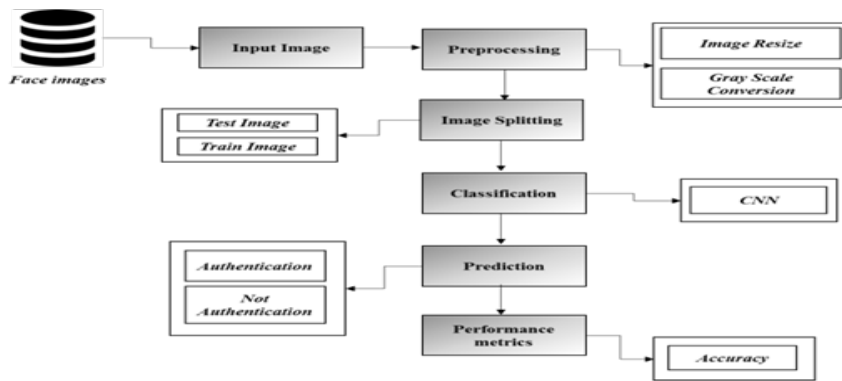 Face images
Input Image
Preprocessing
Image Resize
Gray Scale
Conversion
Image Splitting
Test Image
Train Image
Classification
CNN
Prediction
Authentication
Not
Authentication
Performance
metrics
Accuracy